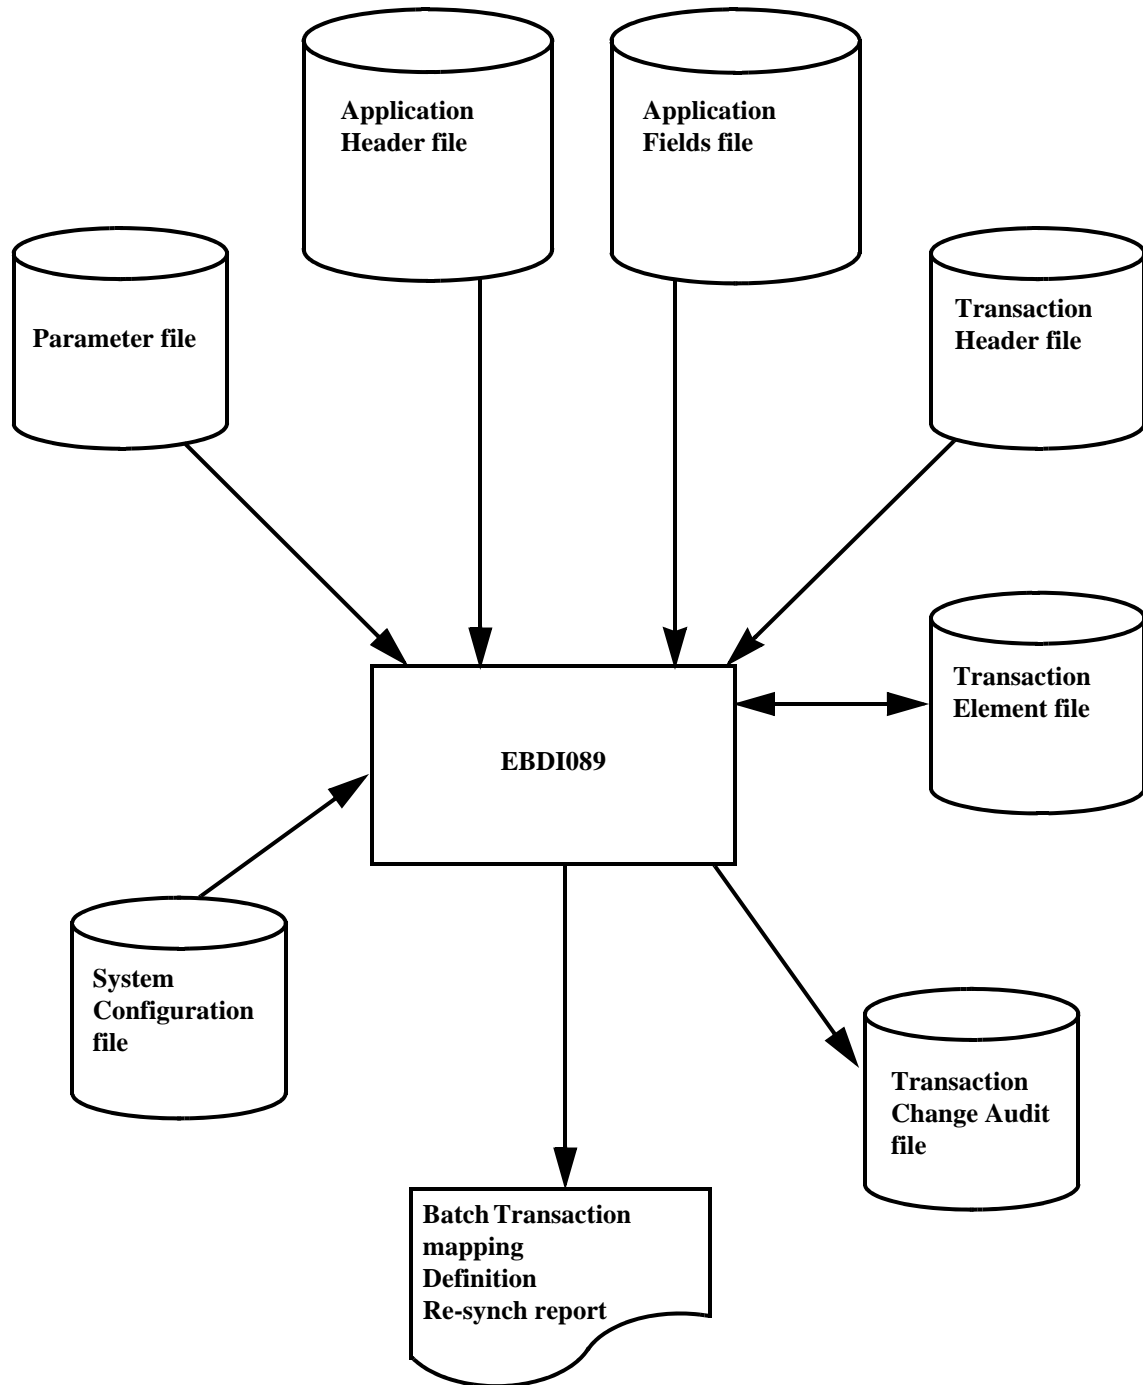 Application
Header file
Application
Fields file
Parameter file
Transaction
Header file
Transaction
Element file
EBDI089
System
Configuration
file
Transaction
Change Audit
file
Batch Transaction
mapping
Definition
Re-synch report